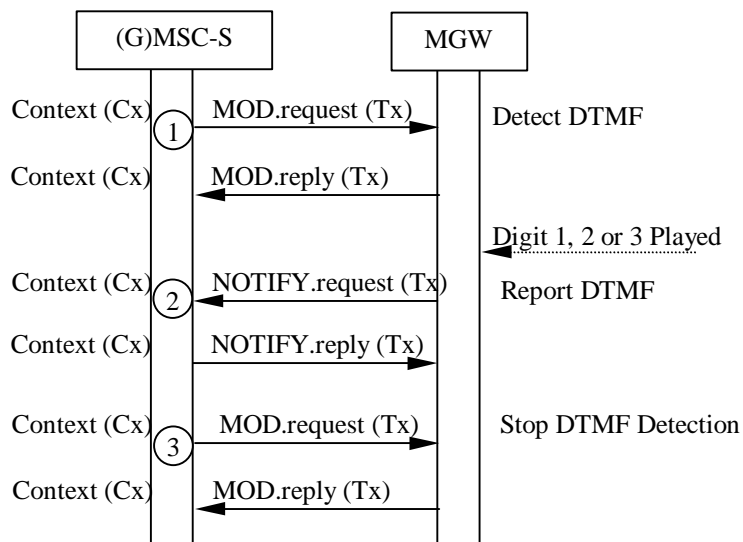 (G)MSC-S
MGW
Context (Cx)
1
MOD.request (Tx)
Detect DTMF
Context (Cx)
MOD.reply (Tx)
Digit 1, 2 or 3 Played
Context (Cx)
2
NOTIFY.request (Tx)
Report DTMF
Context (Cx)
NOTIFY.reply (Tx)
Context (Cx)
3
MOD.request (Tx)
Stop DTMF Detection
Context (Cx)
MOD.reply (Tx)